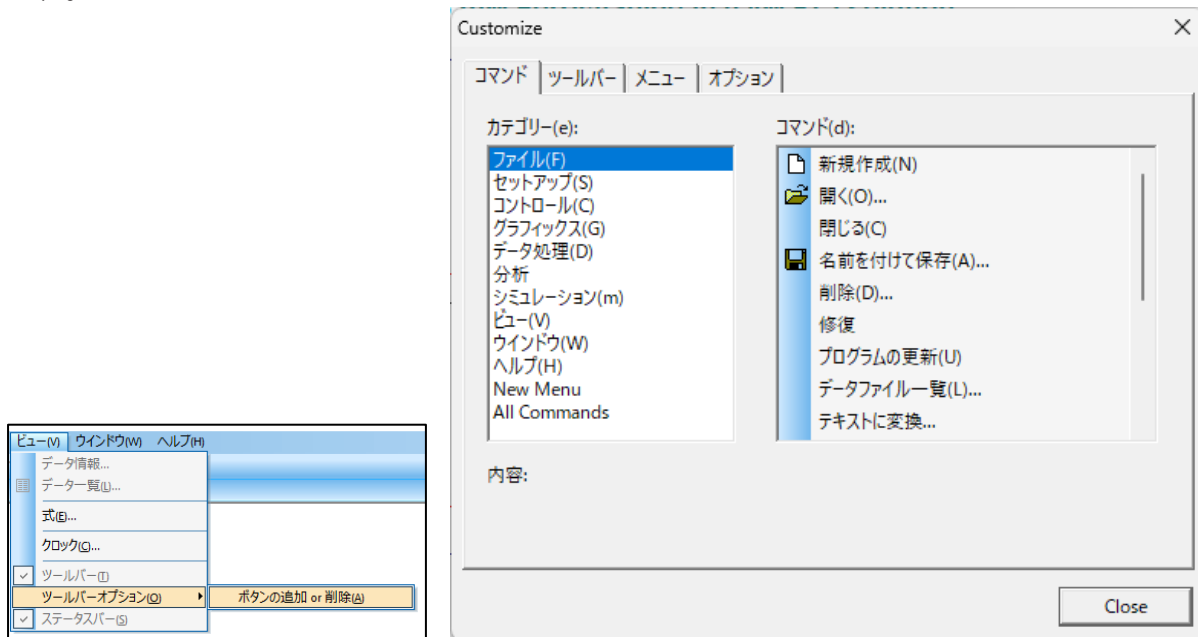 Customize
コマンド ツールバー メニュー オプション
カテゴリー(e):
ファイル(F)
セットアップ(S)
コントロール(C)
グラフィックス(G)
データ処理(D)
分析
シミュレーション(m)
ビュー(V)
ウインドウ(W)
ヘルプ(H)
New Menu
All Commands
コマンド(d):
新規作成(N)
開く(O)...
閉じる(C)
名前を付けて保存(A)...
削除(D)...
修復
プログラムの更新(U)
データファイル一覧(L)...
テキストに変換...
内容:
Close
ビュー(V) ウインドウ(W) ヘルプ(H)
データ情報...
データ一覧(L)...
式(E)...
クロック(C)...
ツールバー(T)
ツールバーオプション(O) ボタンの追加 or 削除(A)
ステータスバー(S)